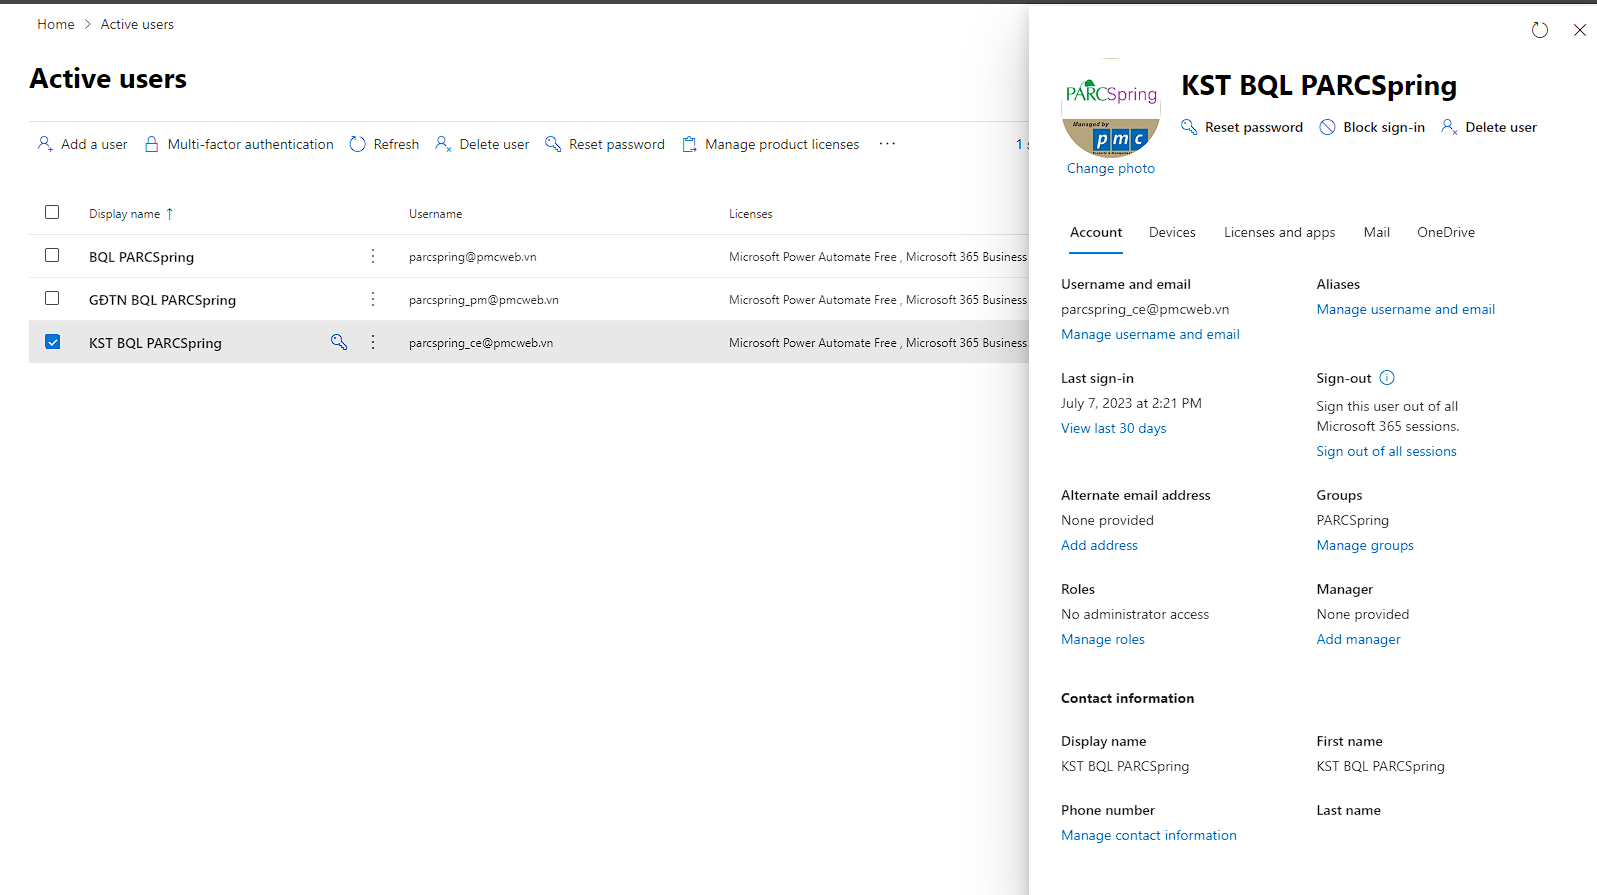 Home > Active users
Active users
Add a user Multi-factor authentication Refresh Delete user Reset password Manage product licenses ··· 1 s
Display name ↑ Username Licenses
BQL PARCSpring parcspring@pmcweb.vn Microsoft Power Automate Free , Microsoft 365 Business
GĐTN BQL PARCSpring parcspring_pm@pmcweb.vn Microsoft Power Automate Free , Microsoft 365 Business
KST BQL PARCSpring parcspring_ce@pmcweb.vn Microsoft Power Automate Free , Microsoft 365 Business
PARCSpring
Managed by
pmc
Change photo
KST BQL PARCSpring
Reset password Block sign-in Delete user
Account Devices Licenses and apps Mail OneDrive
Username and email
parcspring_ce@pmcweb.vn
Manage username and email
Aliases
Manage username and email
Last sign-in
July 7, 2023 at 2:21 PM
View last 30 days
Sign-out
Sign this user out of all
Microsoft 365 sessions.
Sign out of all sessions
Alternate email address
None provided
Add address
Groups
PARCSpring
Manage groups
Roles
No administrator access
Manage roles
Manager
None provided
Add manager
Contact information
Display name
KST BQL PARCSpring
First name
KST BQL PARCSpring
Phone number
Manage contact information
Last name